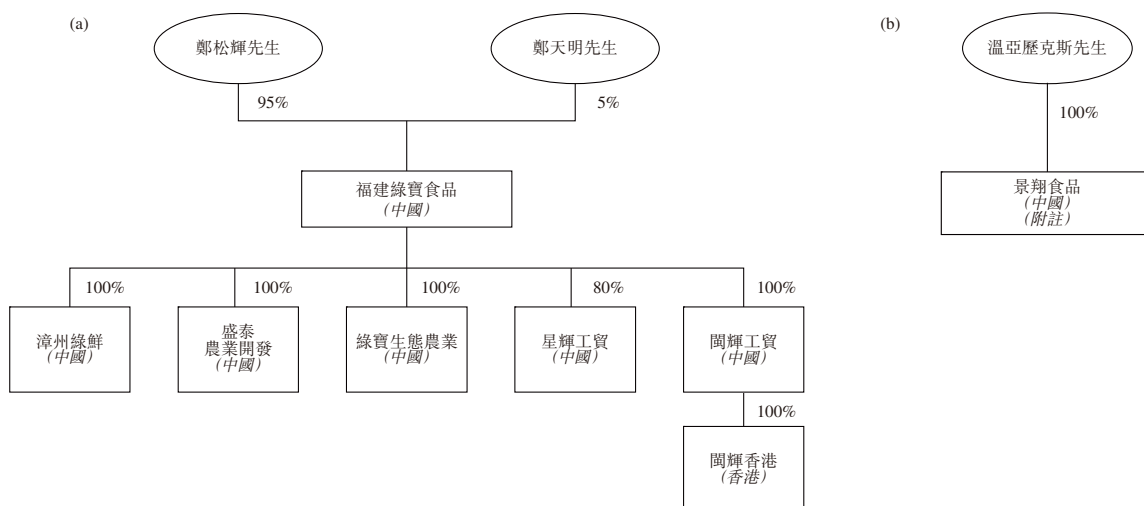 (a)
(b)
鄭松輝先生
鄭天明先生
溫亞歷克斯先生
95%
5%
100%
福建綠寶食品
(中國)
景翔食品
(中國)
(附註)
100%
100%
100%
80%
100%
漳州綠鮮
(中國)
盛泰
農業開發
(中國)
綠寶生態農業
(中國)
星輝工貿
(中國)
閩輝工貿
(中國)
100%
閩輝香港
(香港)